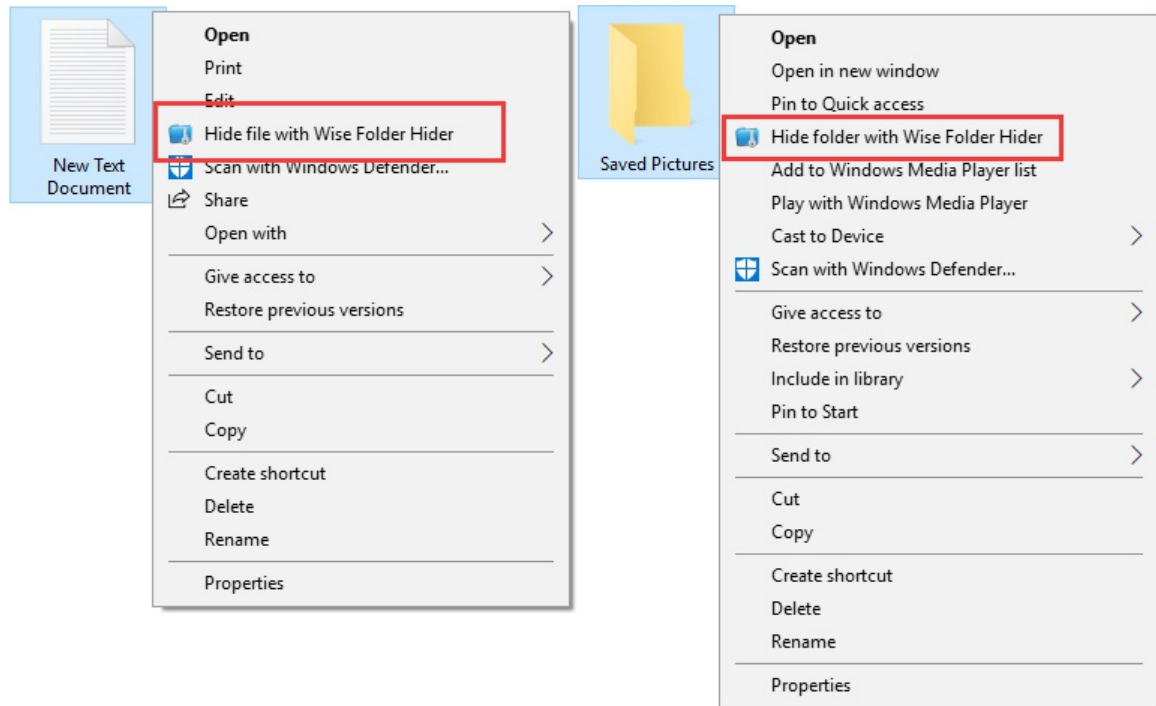 New Text
Document
Open
Print
Edit
Hide file with Wise Folder Hider
Scan with Windows Defender...
Share
Open with
Give access to
Restore previous versions
Send to
Cut
Copy
Create shortcut
Delete
Rename
Properties
Saved Pictures
Open
Open in new window
Pin to Quick access
Hide folder with Wise Folder Hider
Add to Windows Media Player list
Play with Windows Media Player
Cast to Device
Scan with Windows Defender...
Give access to
Restore previous versions
Include in library
Pin to Start
Send to
Cut
Copy
Create shortcut
Delete
Rename
Properties